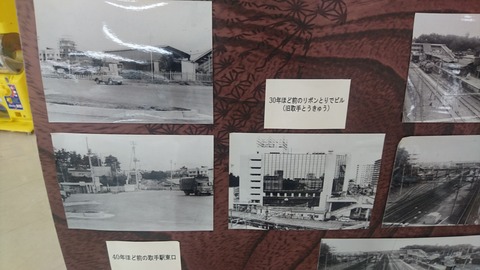 30年ほど前のリボンとりでビル
(旧取手とうきゅう)
40年ほど前の取手駅東口